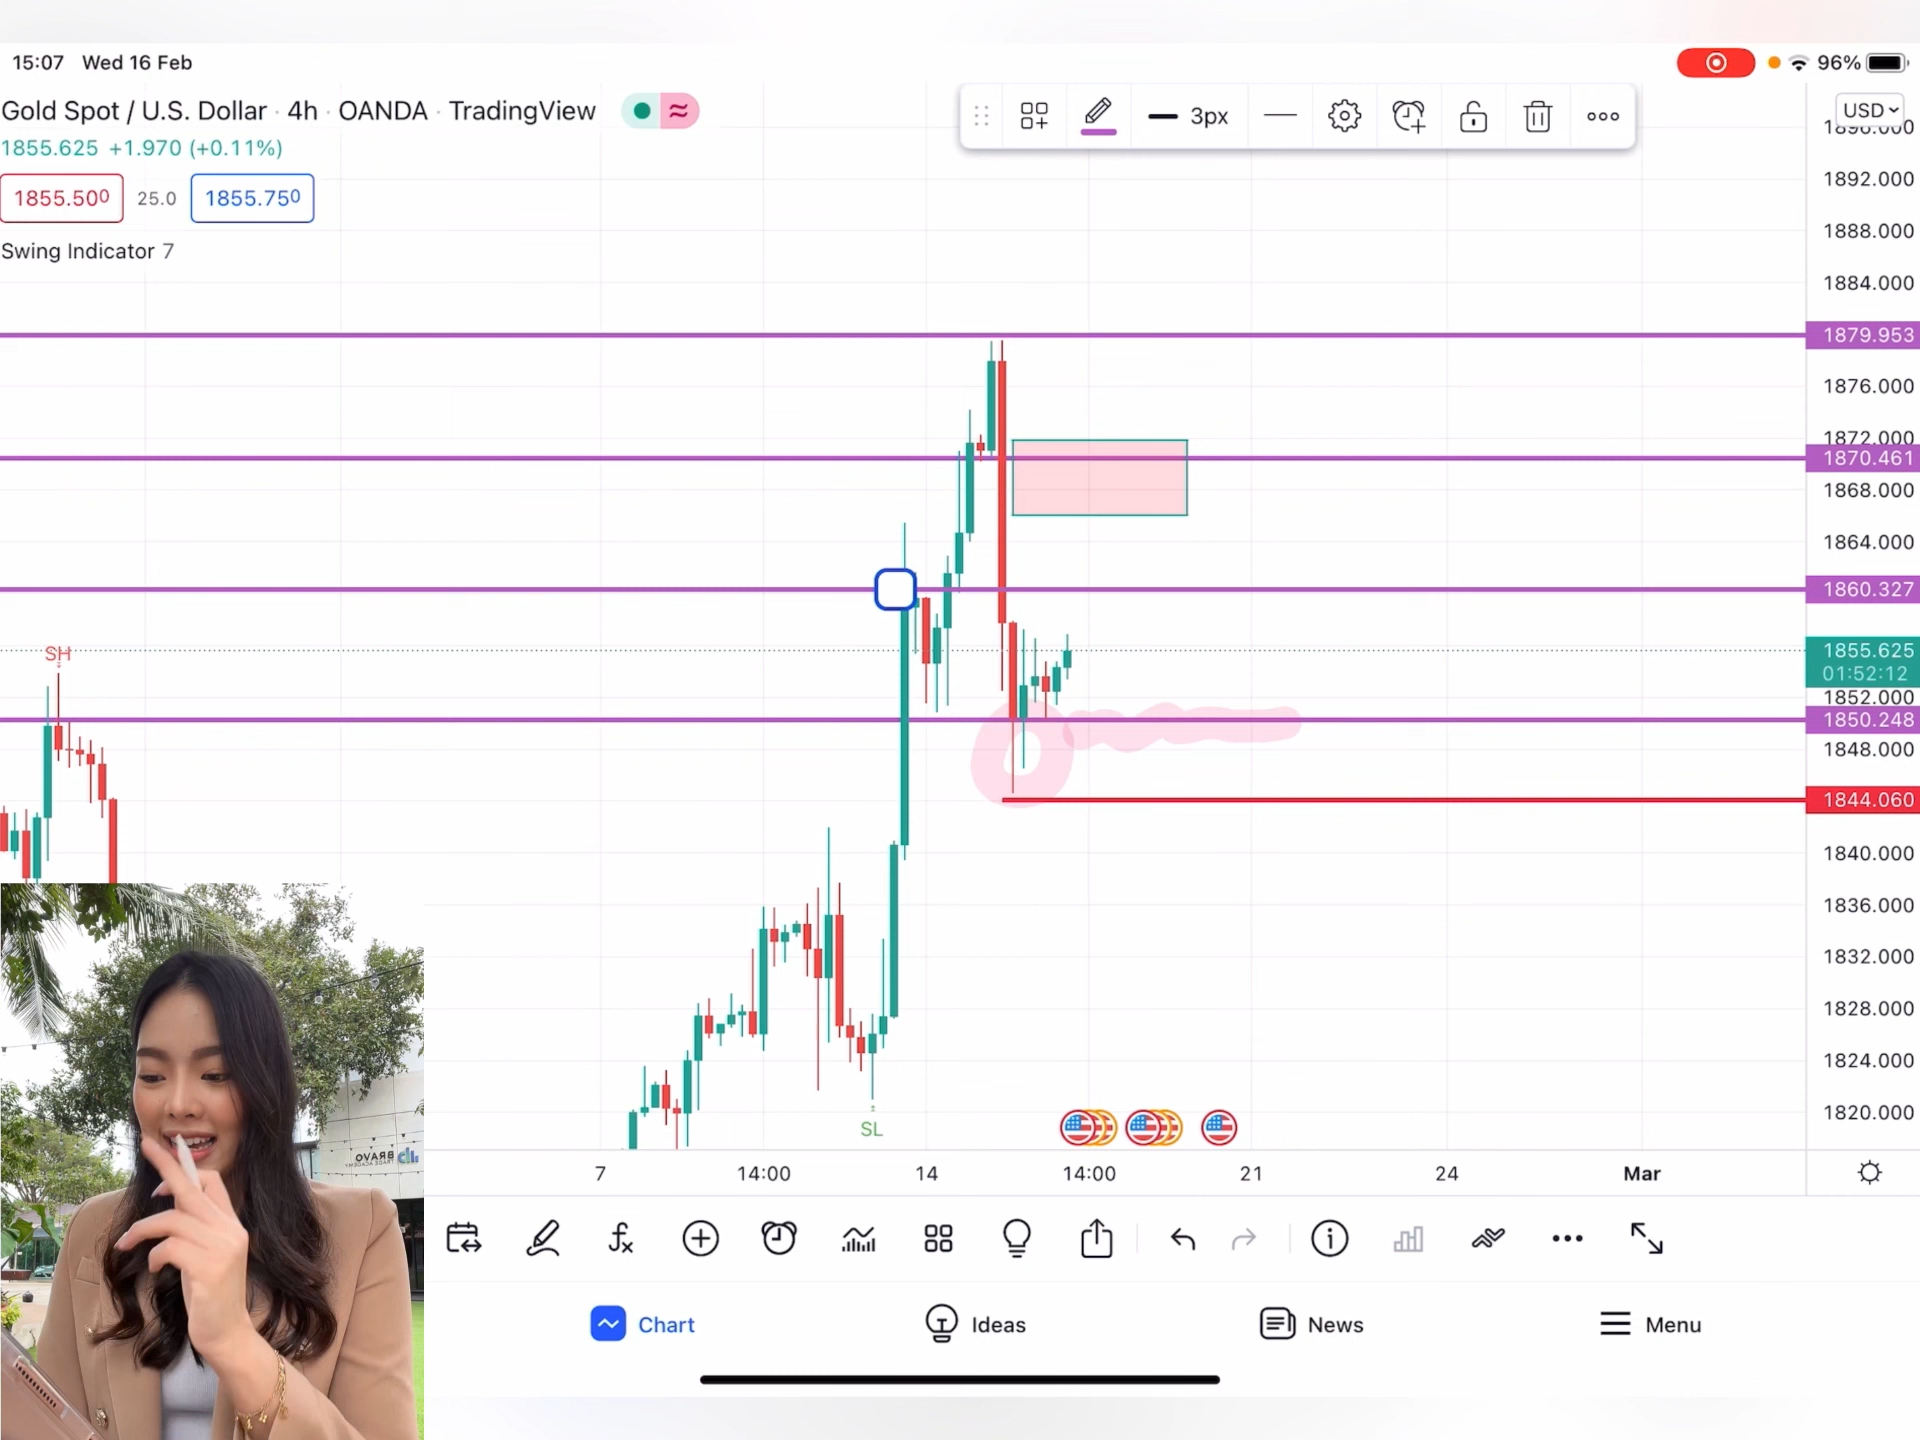 15:07 Wed 16 Feb
96%
Gold Spot / U.S. Dollar · 4h · OANDA · TradingView
3px
USD
1896.000
1855.625 +1.970 (+0.11%)
1892.000
1855.500 25.0 1855.750
1888.000
Swing Indicator 7
1884.000
1879.953
1876.000
1872.000
1870.461
1868.000
1864.000
1860.327
SH
1855.625
01:52:12
1852.000
1850.248
1848.000
1844.060
1840.000
1836.000
1832.000
1828.000
1824.000
1820.000
SL
BRAVO
TRADE ACADEMY
7 14:00 14 14:00 21 24 Mar
Chart Ideas News Menu